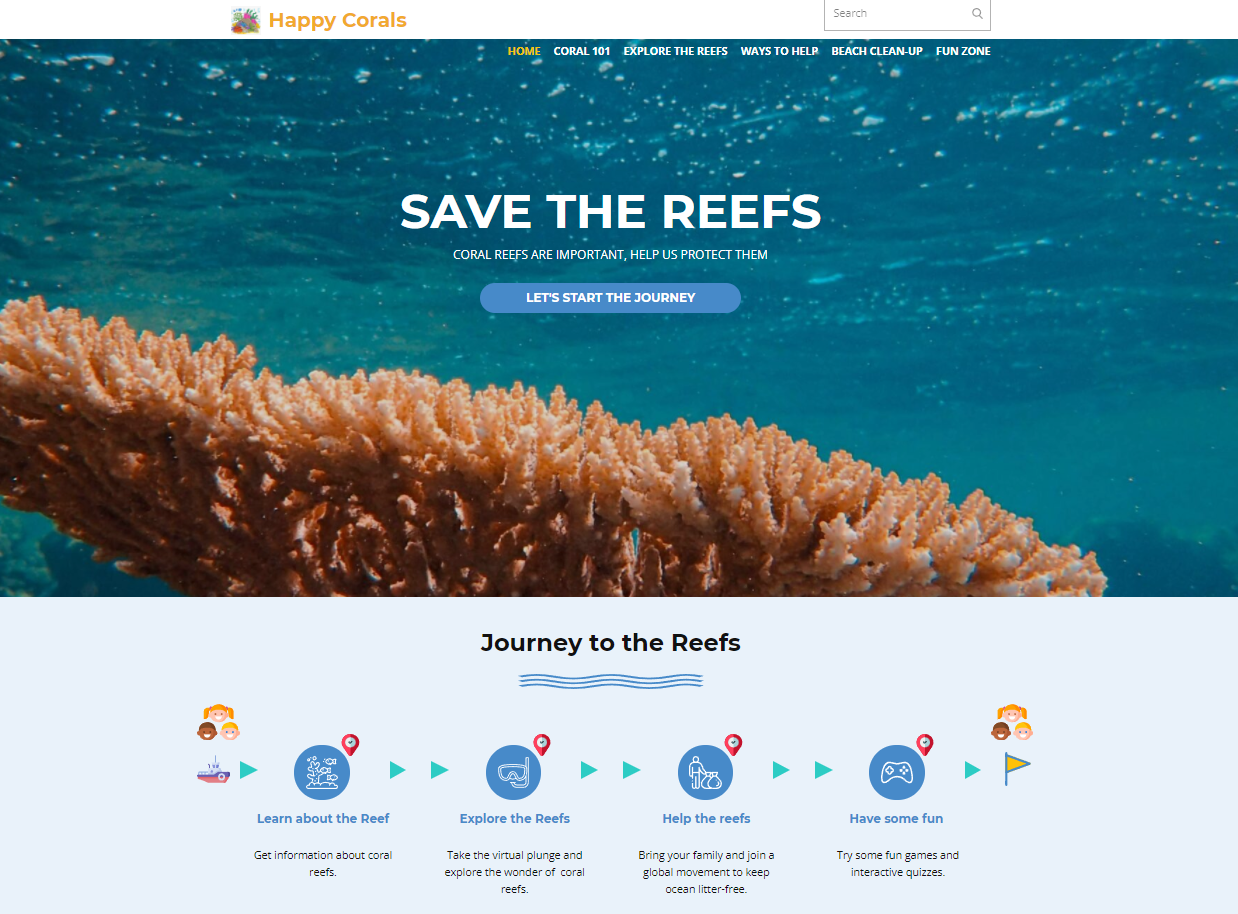 Happy Corals
Search
HOME CORAL 101 EXPLORE THE REEFS WAYS TO HELP BEACH CLEAN-UP FUN ZONE
SAVE THE REEFS
CORAL REEFS ARE IMPORTANT, HELP US PROTECT THEM
LET'S START THE JOURNEY
Journey to the Reefs
Learn about the Reef
Get information about coral
reefs.
Explore the Reefs
Take the virtual plunge and
explore the wonder of coral
reefs.
Help the reefs
Bring your family and join a
global movement to keep
ocean litter-free.
Have some fun
Try some fun games and
interactive quizzes.